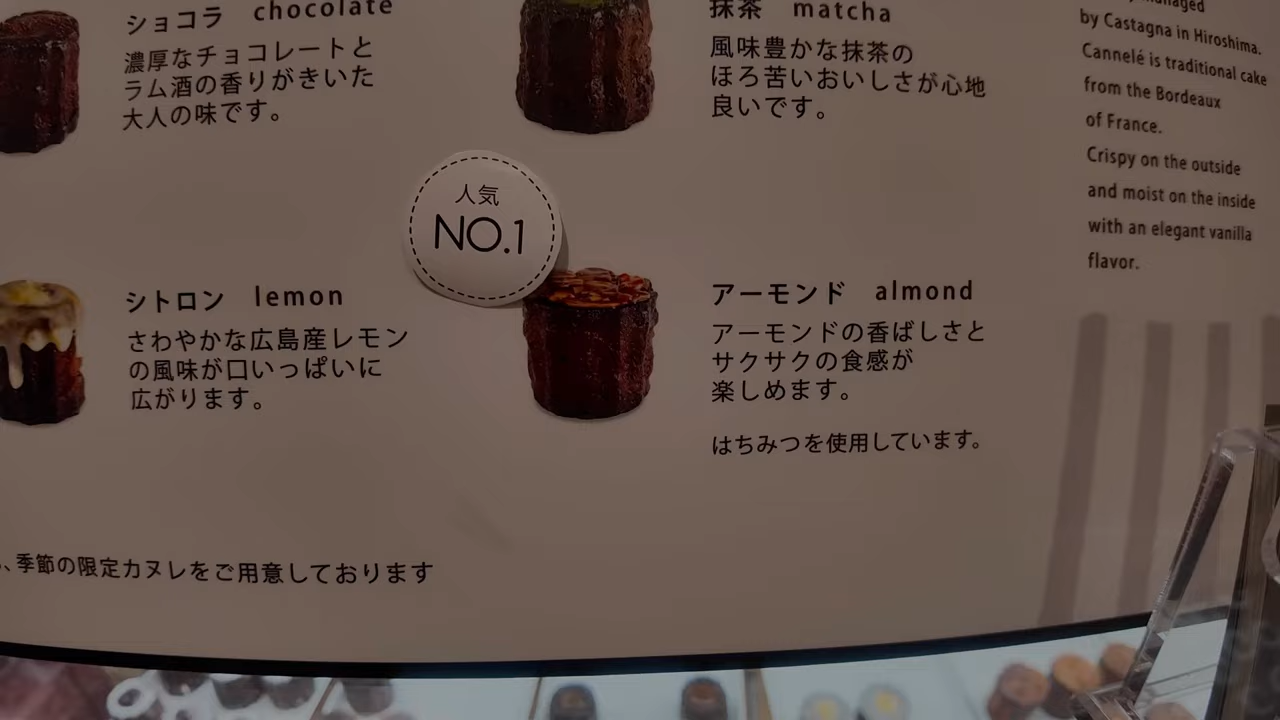 ショコラ chocolate
濃厚なチョコレートと
ラム酒の香りがきいた
大人の味です。
抹茶 matcha
風味豊かな抹茶の
ほろ苦いおいしさが心地
良いです。
人気
NO.1
シトロン lemon
さわやかな広島産レモン
の風味が口いっぱいに
広がります。
アーモンド almond
アーモンドの香ばしさと
サクサクの食感が
楽しめます。
はちみつを使用しています。
、季節の限定カヌレをご用意しております
managed
by Castagna in Hiroshima.
Cannelé is traditional cake
from the Bordeaux
of France.
Crispy on the outside
and moist on the inside
with an elegant vanilla
flavor.